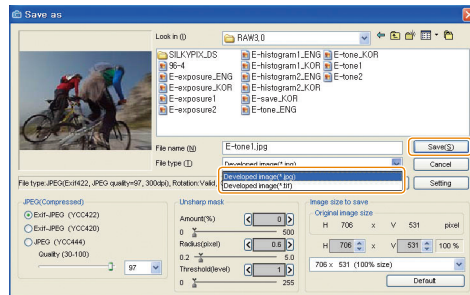 Save as
Look in (I)
RAW3,0
SILKYPIX_DS
E-histogram1_ENG
E-tone_KOR
96-4
E-histogram1_KOR
E-tone1
E-exposure_ENG
E-histogram2_ENG
E-tone2
E-exposure_KOR
E-histogram2_KOR
E-exposure1
E-save_KOR
E-exposure2
E-tone_ENG
File name (N)
E-tone1.jpg
Save(S)
File type (T)
Developed image(*.jpg)
Cancel
Developed image(*.jpg)
Developed image(*.tif)
File type:JPEG(Exif422, JPEG quality=97, 300dpi), Rotation:Valid,
Setting
JPEG(Compressed)
Exif-JPEG (YCC422)
Exif-JPEG (YCC420)
JPEG (YCC444)
Quality (30-100)
97
Unsharp mask
Amount(%)
0
0
500
Radius(pixel)
0.6
0.2
5.0
Threshold(level)
1
0
255
Image size to save
Original image size
H 706 x V 531 pixel
H 706 x V 531 100 %
706 x 531 (100% size)
Default